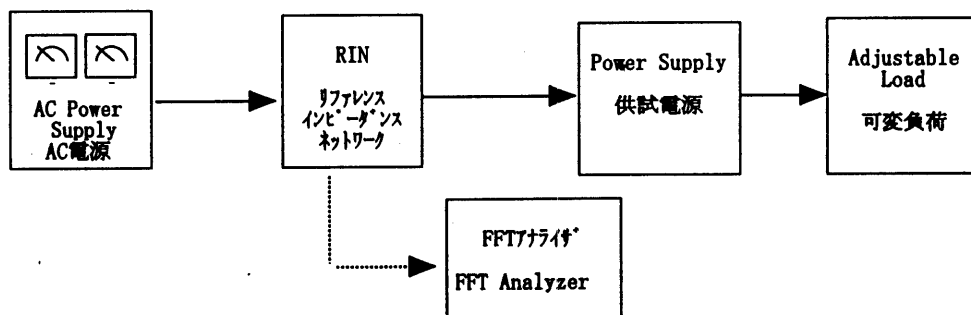 AC Power
Supply
AC電源
RIN
リファレンス
インピーダンス
ネットワーク
Power Supply
供試電源
Adjustable
Load
可変負荷
FFTアナライザ
FFT Analyzer